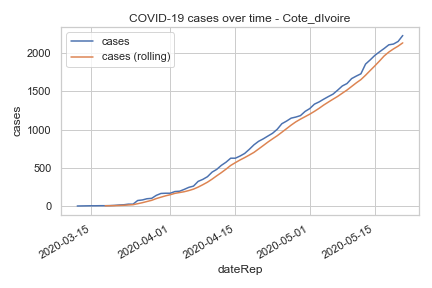 COVID-19 cases over time - Cote_dIvoire
cases
cases (rolling)
2000
1500
1000
500
0
cases
2020-03-15
2020-04-01
2020-04-15
2020-05-01
2020-05-15
dateRep